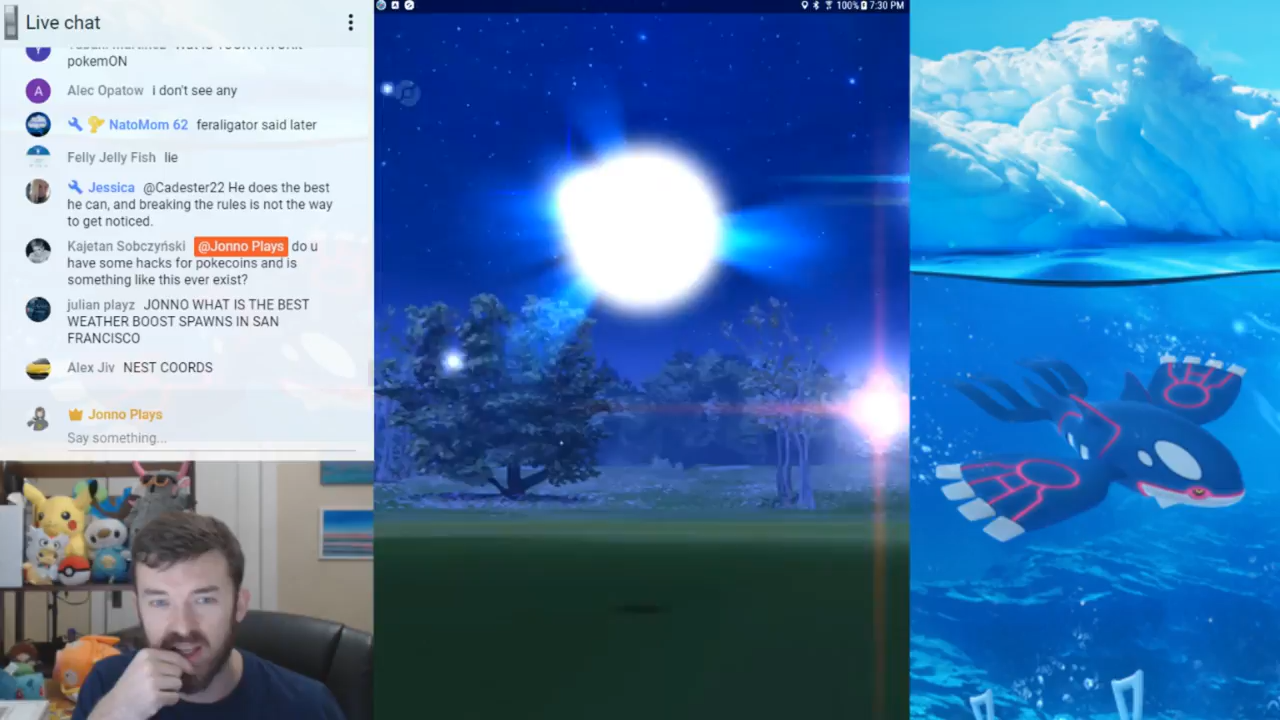 Live chat
pokemON
Alec Opatow i don't see any
NatoMom 62 feraligator said later
Felly Jelly Fish lie
Jessica @Cadester22 He does the best
he can, and breaking the rules is not the way
to get noticed.
Kajetan Sobczyński @Jonno Plays do u
have some hacks for pokecoins and is
something like this ever exist?
julian playz JONNO WHAT IS THE BEST
WEATHER BOOST SPAWNS IN SAN
FRANCISCO
Alex Jiv NEST COORDS
Jonno Plays
Say something...
100% 7:30 PM